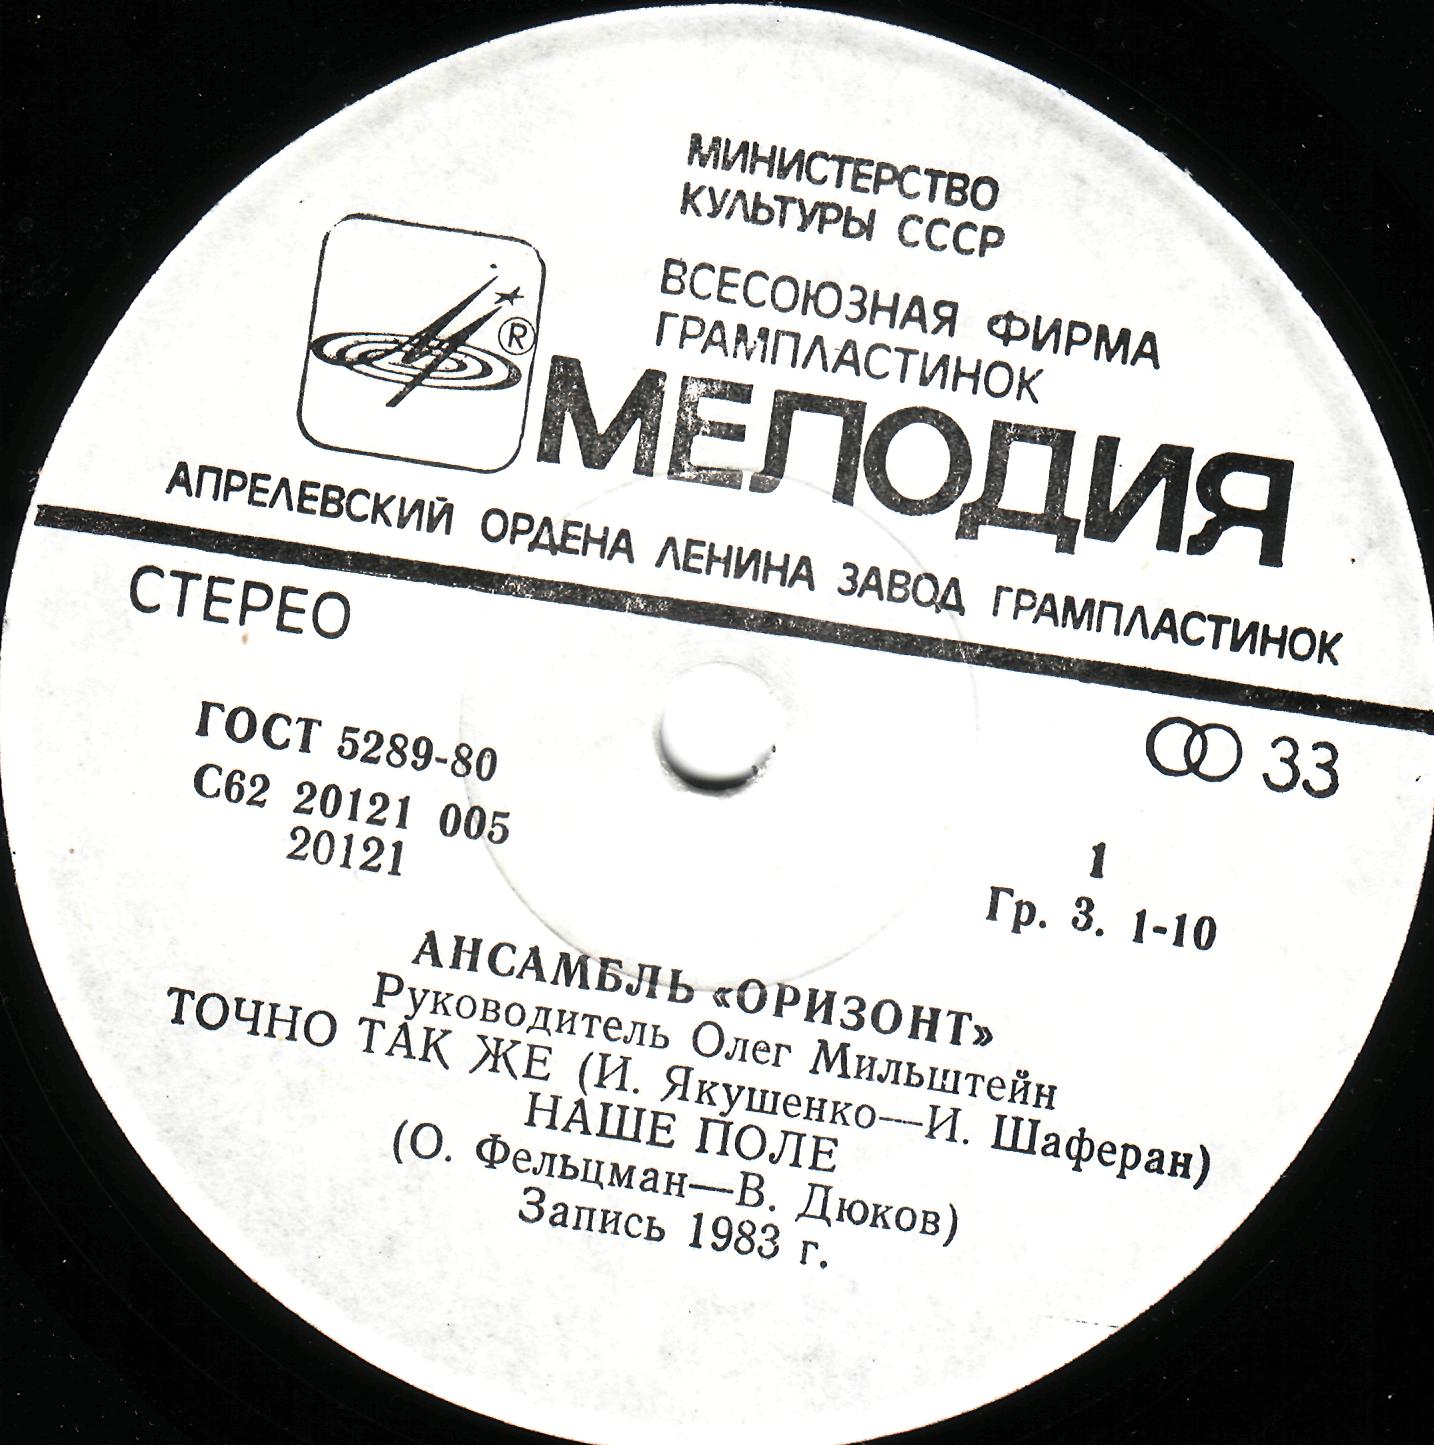 МИНИСТЕРСТВО
КУЛЬТУРЫ СССР
ВСЕСОЮЗНАЯ ФИРМА
ГРАМПЛАСТИНОК
®
МЕЛОДИЯ
АПРЕЛЕВСКИЙ ОРДЕНА ЛЕНИНА ЗАВОД ГРАМПЛАСТИНОК
СТЕРЕО
33
ГОСТ 5289-80
С62 20121 005
20121
1
Гр. 3. 1-10
АНСАМБЛЬ «ОРИЗОНТ»
Руководитель Олег Мильштейн
ТОЧНО ТАК ЖЕ (И. Якушенко—И. Шаферан)
НАШЕ ПОЛЕ
(О. Фельцман—В. Дюков)
Запись 1983 г.